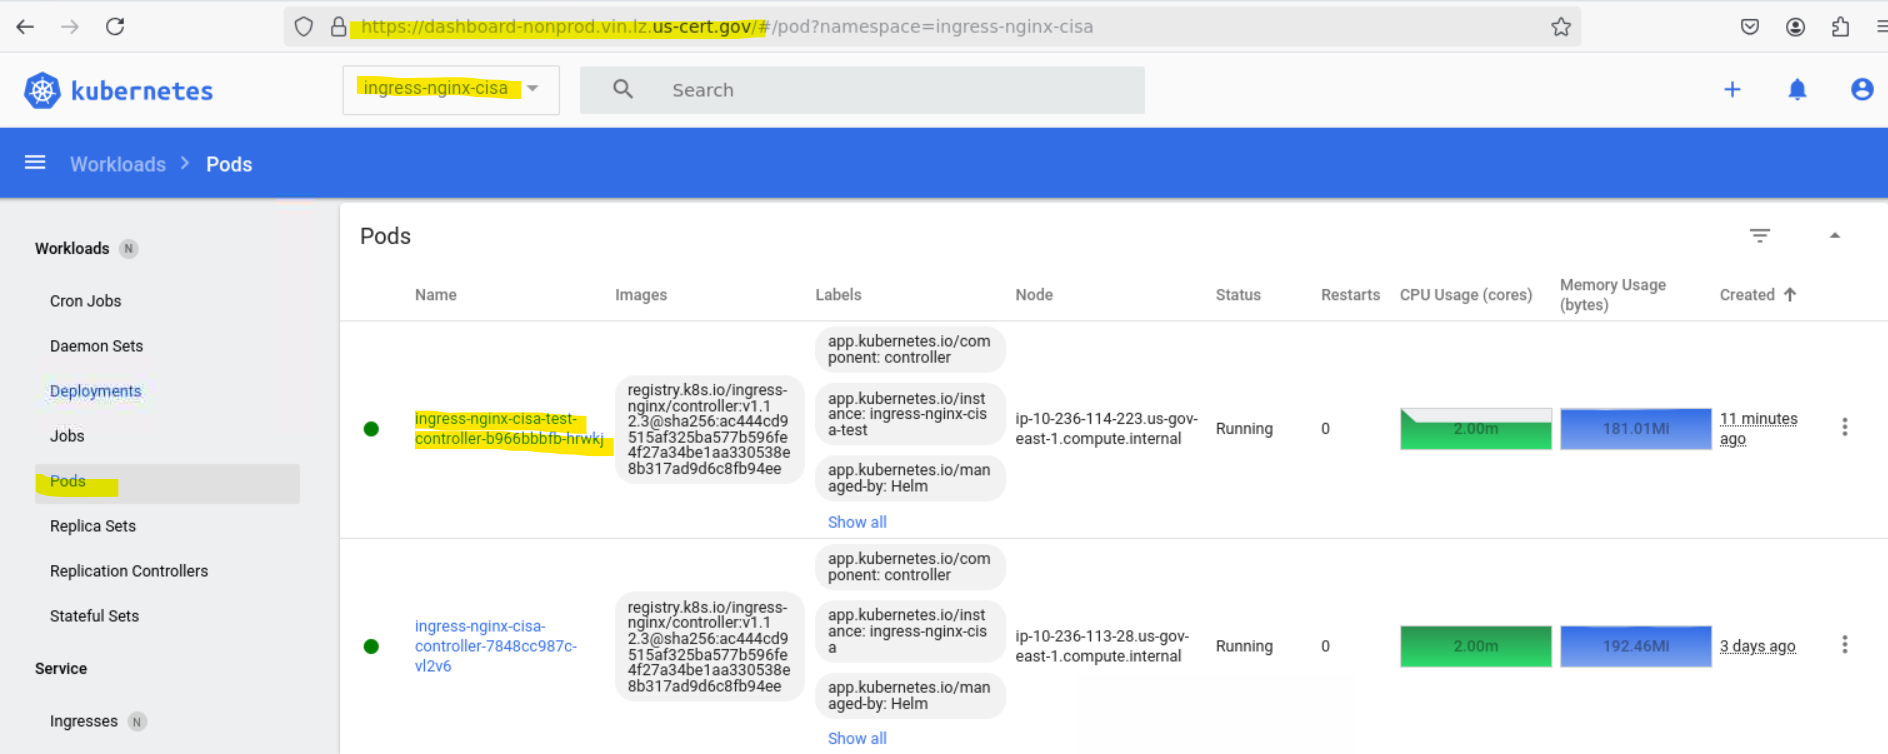 https://dashboard-nonprod.vin.lz.us-cert.gov/#/pod?namespace=ingress-nginx-cisa
kubernetes
ingress-nginx-cisa
Search
Workloads > Pods
Workloads N
Cron Jobs
Daemon Sets
Deployments
Jobs
Pods
Replica Sets
Replication Controllers
Stateful Sets
Service
Ingresses N
Pods
Name
Images
Labels
Node
Status
Restarts
CPU Usage (cores)
Memory Usage
(bytes)
Created
ingress-nginx-cisa-test-
controller-b966bbbfb-hrwkj
registry.k8s.io/ingress-
nginx/controller:v1.1
2.3@sha256:ac444cd9
515af325ba577b596fe
4f27a34be1aa330538e
8b317ad9d6c8fb94ee
app.kubernetes.io/com
ponent: controller
app.kubernetes.io/inst
ance: ingress-nginx-cis
a-test
app.kubernetes.io/man
aged-by: Helm
Show all
ip-10-236-114-223.us-gov-
east-1.compute.internal
Running
0
2.00m
181.01Mi
11 minutes
ago
ingress-nginx-cisa-
controller-7848cc987c-
vl2v6
registry.k8s.io/ingress-
nginx/controller:v1.1
2.3@sha256:ac444cd9
515af325ba577b596fe
4f27a34be1aa330538e
8b317ad9d6c8fb94ee
app.kubernetes.io/com
ponent: controller
app.kubernetes.io/inst
ance: ingress-nginx-cis
a
app.kubernetes.io/man
aged-by: Helm
Show all
ip-10-236-113-28.us-gov-
east-1.compute.internal
Running
0
2.00m
192.46Mi
3 days ago